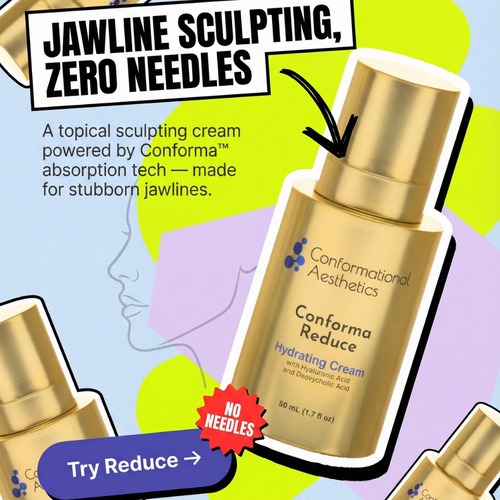 JAWLINE SCULPTING,
ZERO NEEDLES
A topical sculpting cream
powered by Conforma™
absorption tech — made
for stubborn jawlines.
Conformational
Aesthetics
Conforma
Reduce
Hydrating Cream
with Hyaluronic Acid
and Deoxycholic Acid
50 mL (1.7 fl oz)
NO
NEEDLES
Try Reduce →
Con
A